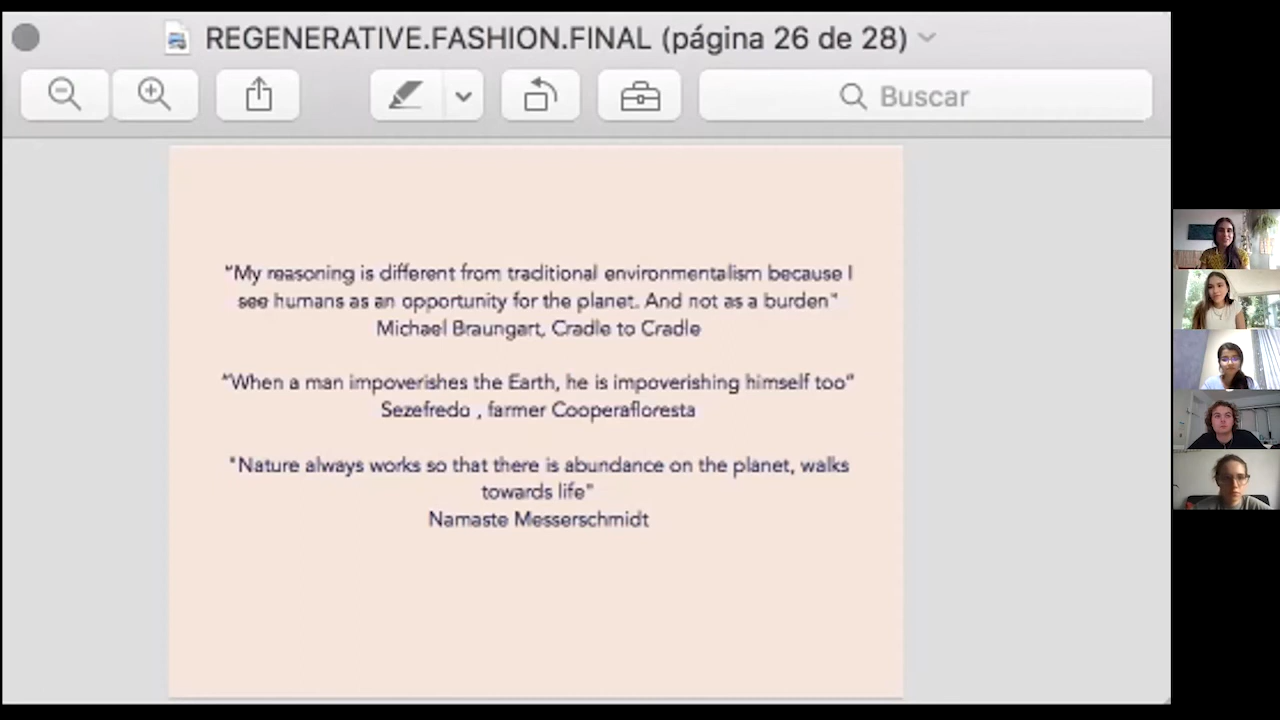 REGENERATIVE.FASHION.FINAL (página 26 de 28)
Buscar
"My reasoning is different from traditional environmentalism because I
see humans as an opportunity for the planet. And not as a burden"
Michael Braungart, Cradle to Cradle
"When a man impoverishes the Earth, he is impoverishing himself too"
Sezefredo , farmer Cooperafloresta
"Nature always works so that there is abundance on the planet, walks
towards life"
Namaste Messerschmidt